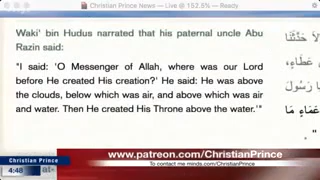 Christian Prince News — Live @ 152.5% — Ready
Waki' bin Hudus narrated that his paternal uncle Abu
Razin said:
"I said: 'O Messenger of Allah, where was our Lord
before He created His creation?' He said: He was above
the clouds, below which was air, and above which was air
and water. Then He created His Throne above the water.'"
حَدَّثَنَا
عَطَاءٍ،
رَسُولَ
عَمَاءٍ مَا
www.patreon.com/ChristianPrince
To contact me minds.com/ChristianPrince
Christian Prince
4:48